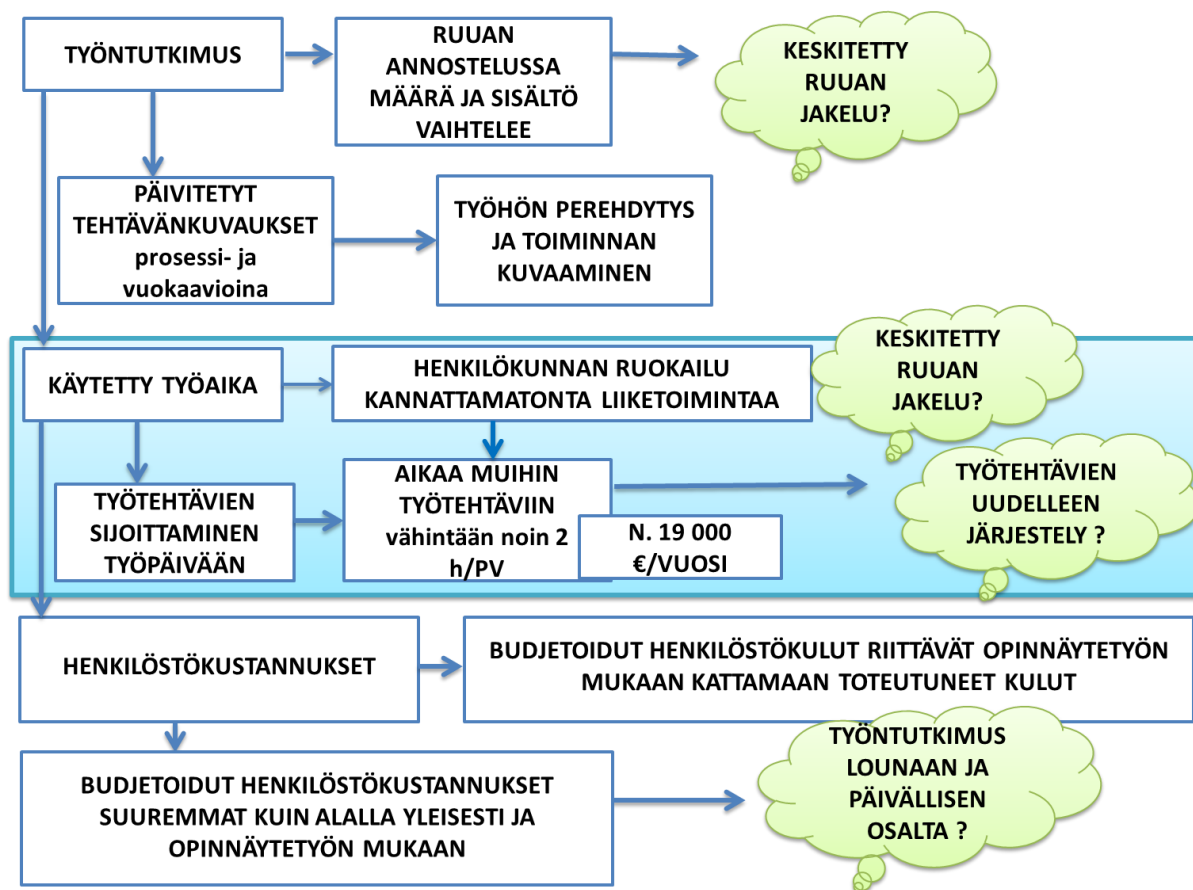 TYÖNTUTKIMUS
RUUAN
ANNOSTELUSSA
MÄÄRÄ JA SISÄLTÖ
VAIHTELEE
KESKITETTY
RUUAN
JAKELU?
PÄIVITETYT
TEHTÄVÄNKUVAUKSET
prosessi- ja
vuokaavioina
TYÖHÖN PEREHDYTYS
JA TOIMINNAN
KUVAAMINEN
KÄYTETTY TYÖAIKA
HENKILÖKUNNAN RUOKAILU
KANNATTAMATONTA LIIKETOIMINTAA
KESKITETTY
RUUAN
JAKELU?
TYÖTEHTÄVIEN
SIJOITTAMINEN
TYÖPÄIVÄÄN
AIKAA MUIHIN
TYÖTEHTÄVIIN
vähintään noin 2
h/PV
N. 19 000
€/VUOSI
TYÖTEHTÄVIEN
UUDELLEEN
JÄRJESTELY ?
HENKILÖSTÖKUSTANNUKSET
BUDJETOIDUT HENKILÖSTÖKULUT RIITTÄVÄT OPINNÄYTETYÖN
MUKAAN KATTAMAAN TOTEUTUNEET KULUT
BUDJETOIDUT HENKILÖSTÖKUSTANNUKSET
SUUREMMAT KUIN ALALLA YLEISESTI JA
OPINNÄYTETYÖN MUKAAN
TYÖNTUTKIMUS
LOUNAAN JA
PÄIVÄLLISEN
OSALTA ?